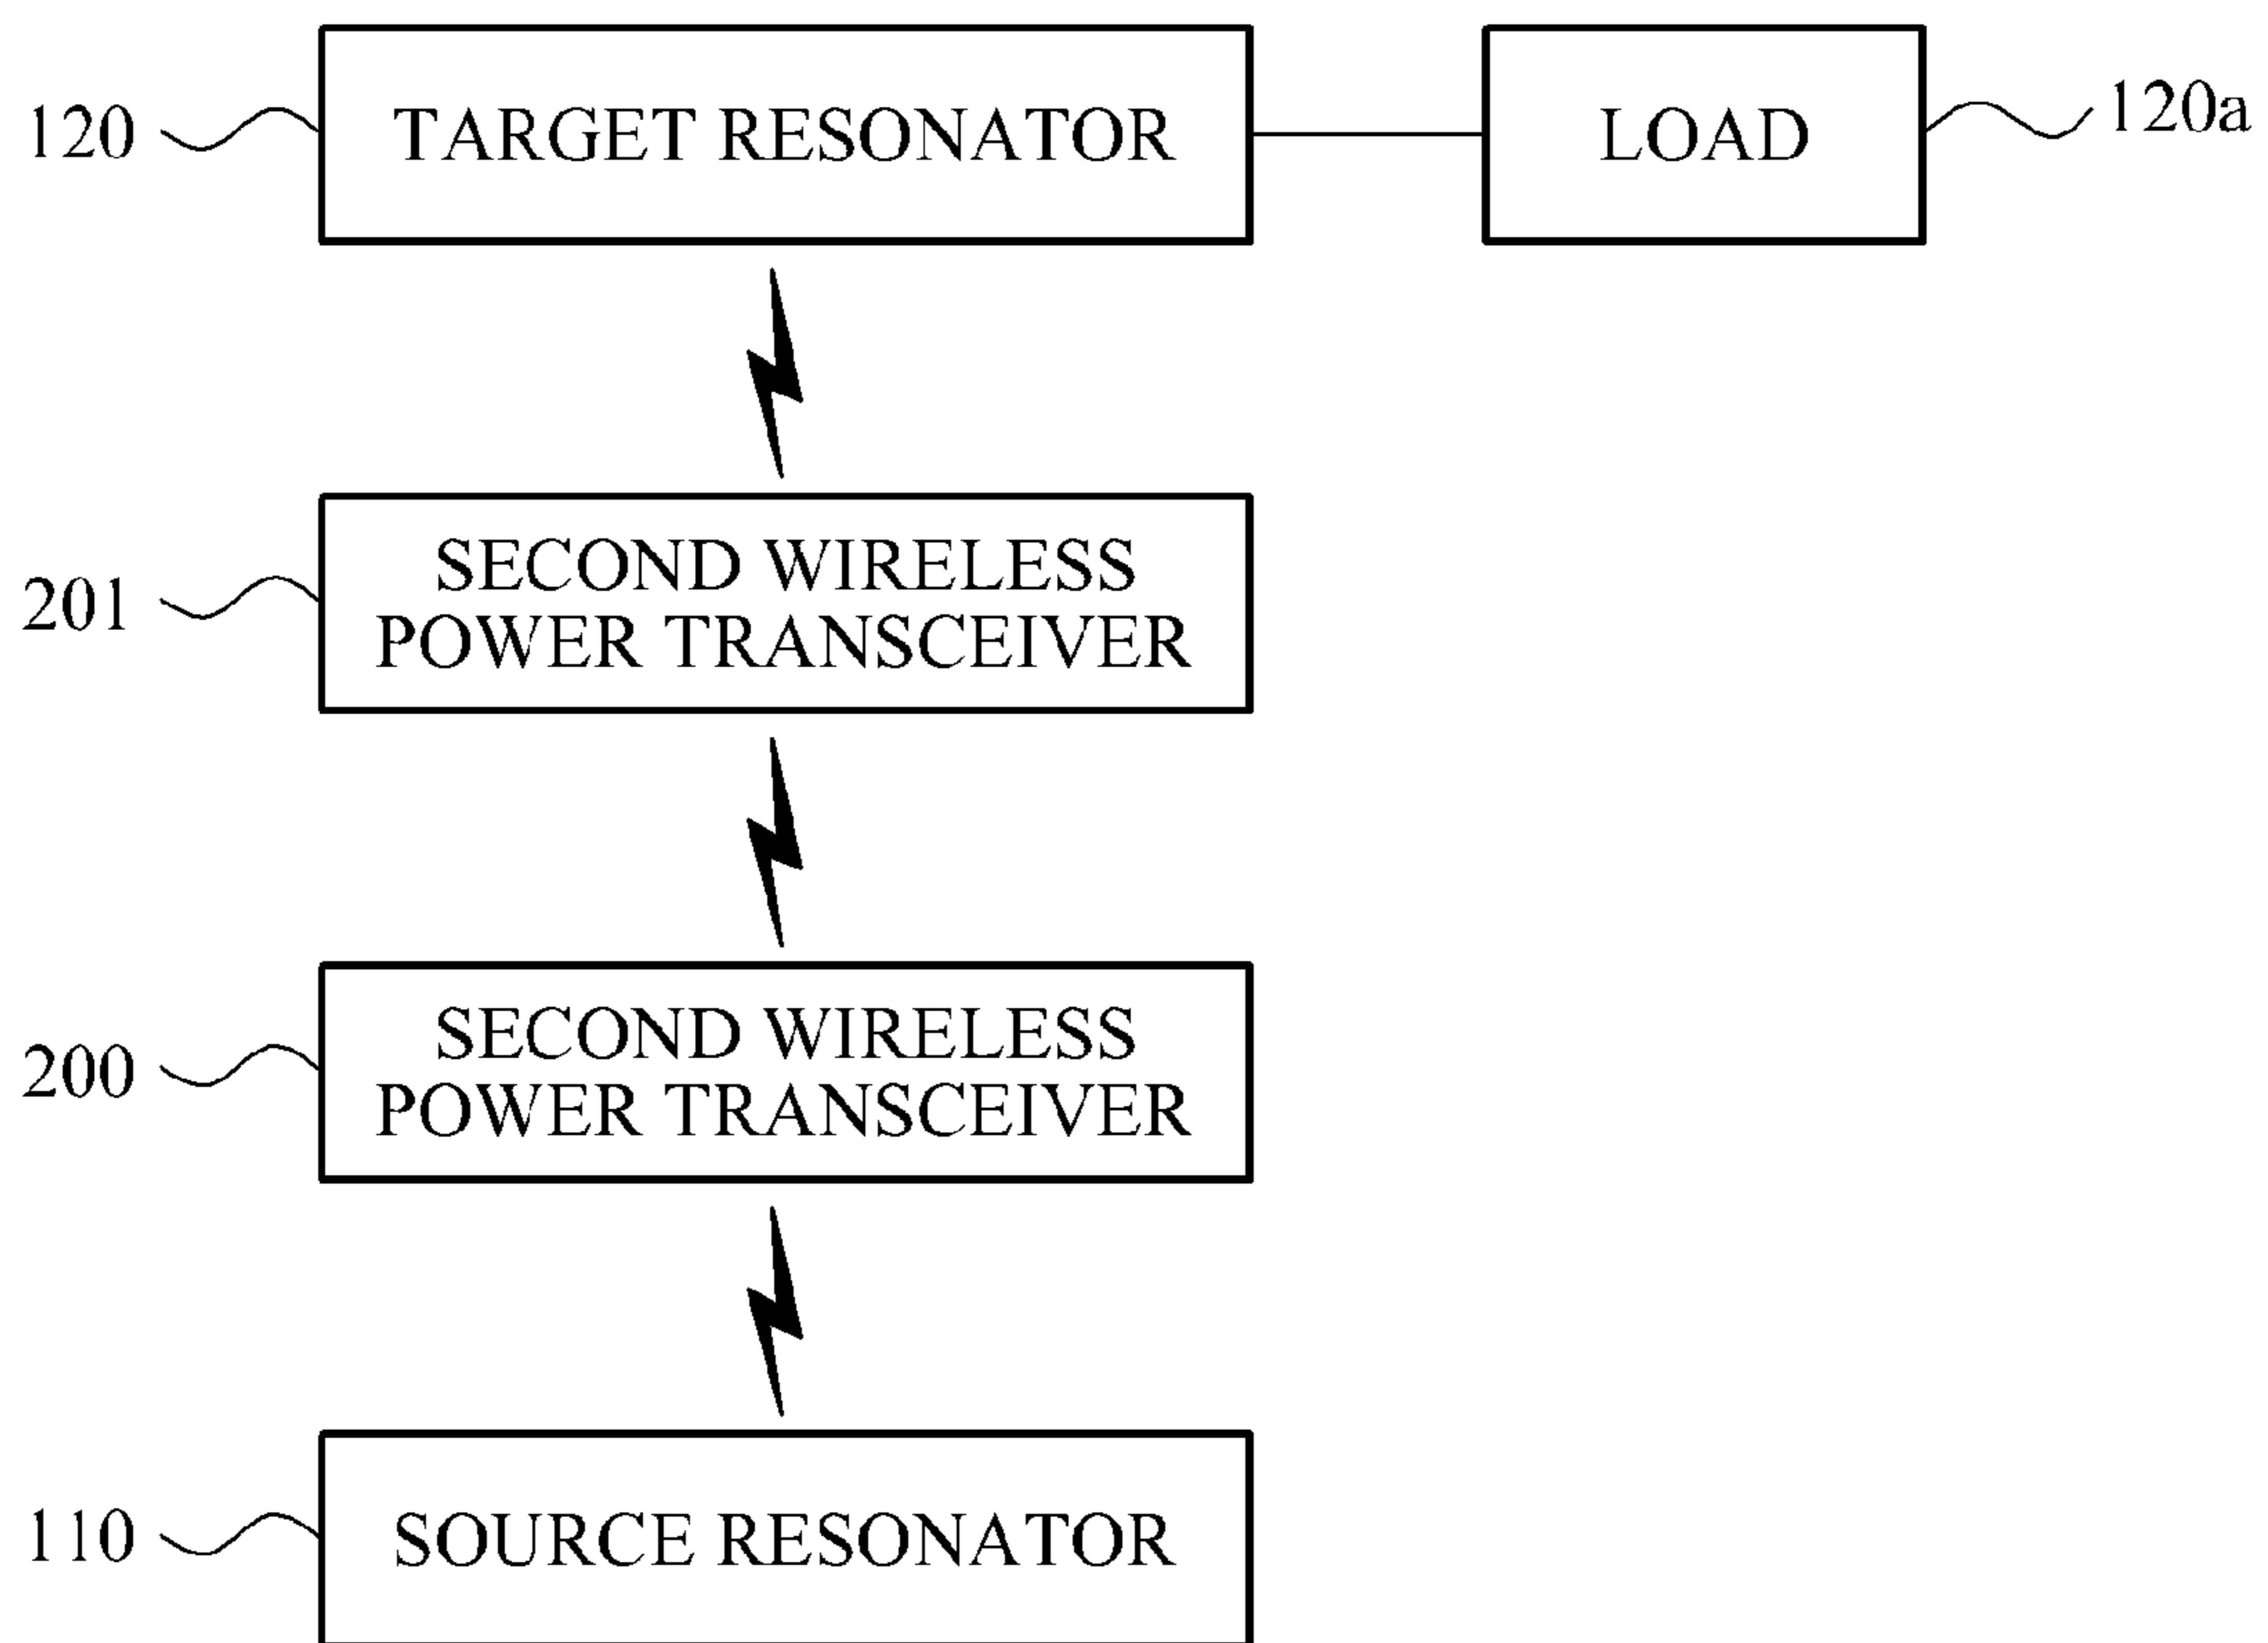 120
TARGET RESONATOR
LOAD
120a
201
SECOND WIRELESS
POWER TRANSCEIVER
200
SECOND WIRELESS
POWER TRANSCEIVER
110
SOURCE RESONATOR